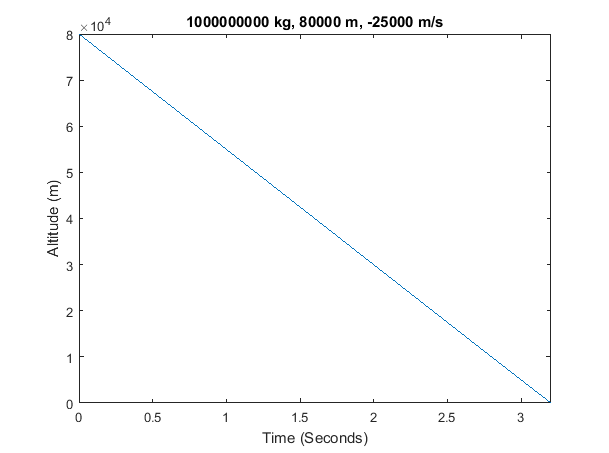 1000000000 kg, 80000 m, -25000 m/s
×10⁴
8
7
6
5
4
3
2
1
0
Altitude (m)
0 0.5 1 1.5 2 2.5 3
Time (Seconds)